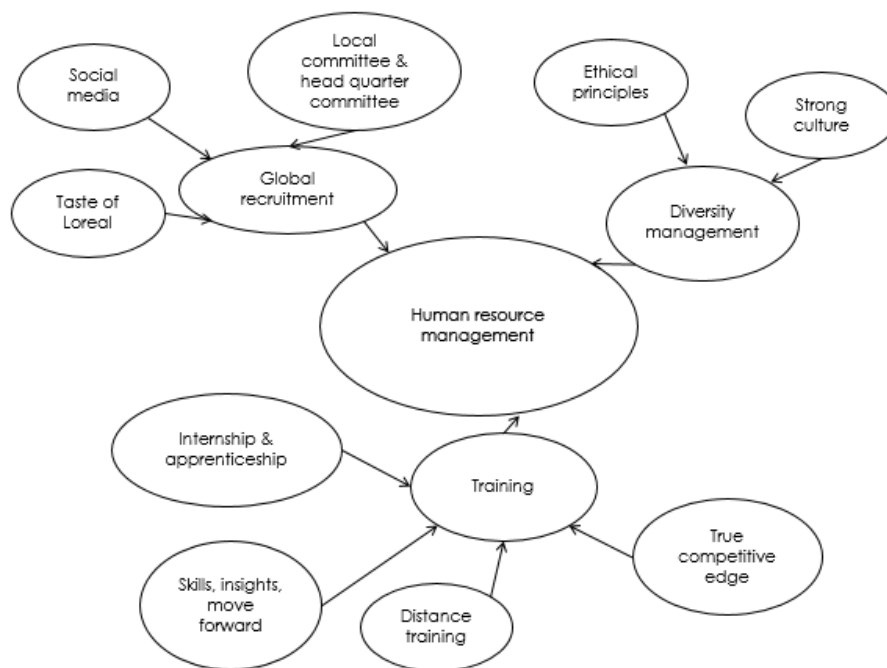 Social
media
Local
committee &
head quarter
committee
Ethical
principles
Strong
culture
Taste of
Loreal
Global
recruitment
Diversity
management
Human resource
management
Internship &
apprenticeship
Training
True
competitive
edge
Skills, insights,
move
forward
Distance
training